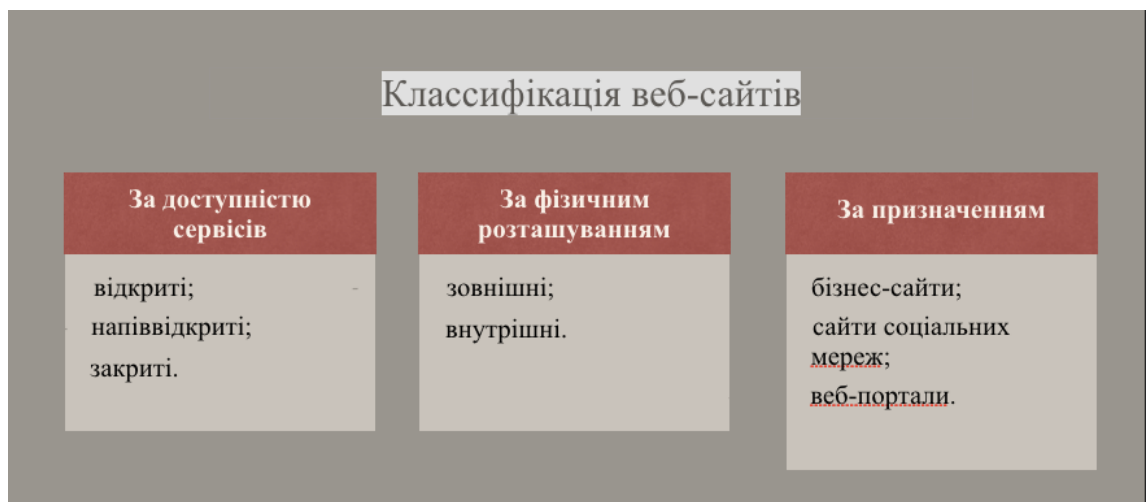 Классифікація веб-сайтів
За доступністю
сервісів
відкриті;
напіввідкриті;
закриті.
За фізичним
розташуванням
зовнішні;
внутрішні.
За призначенням
бізнес-сайти;
сайти соціальних
мереж;
веб-портали.